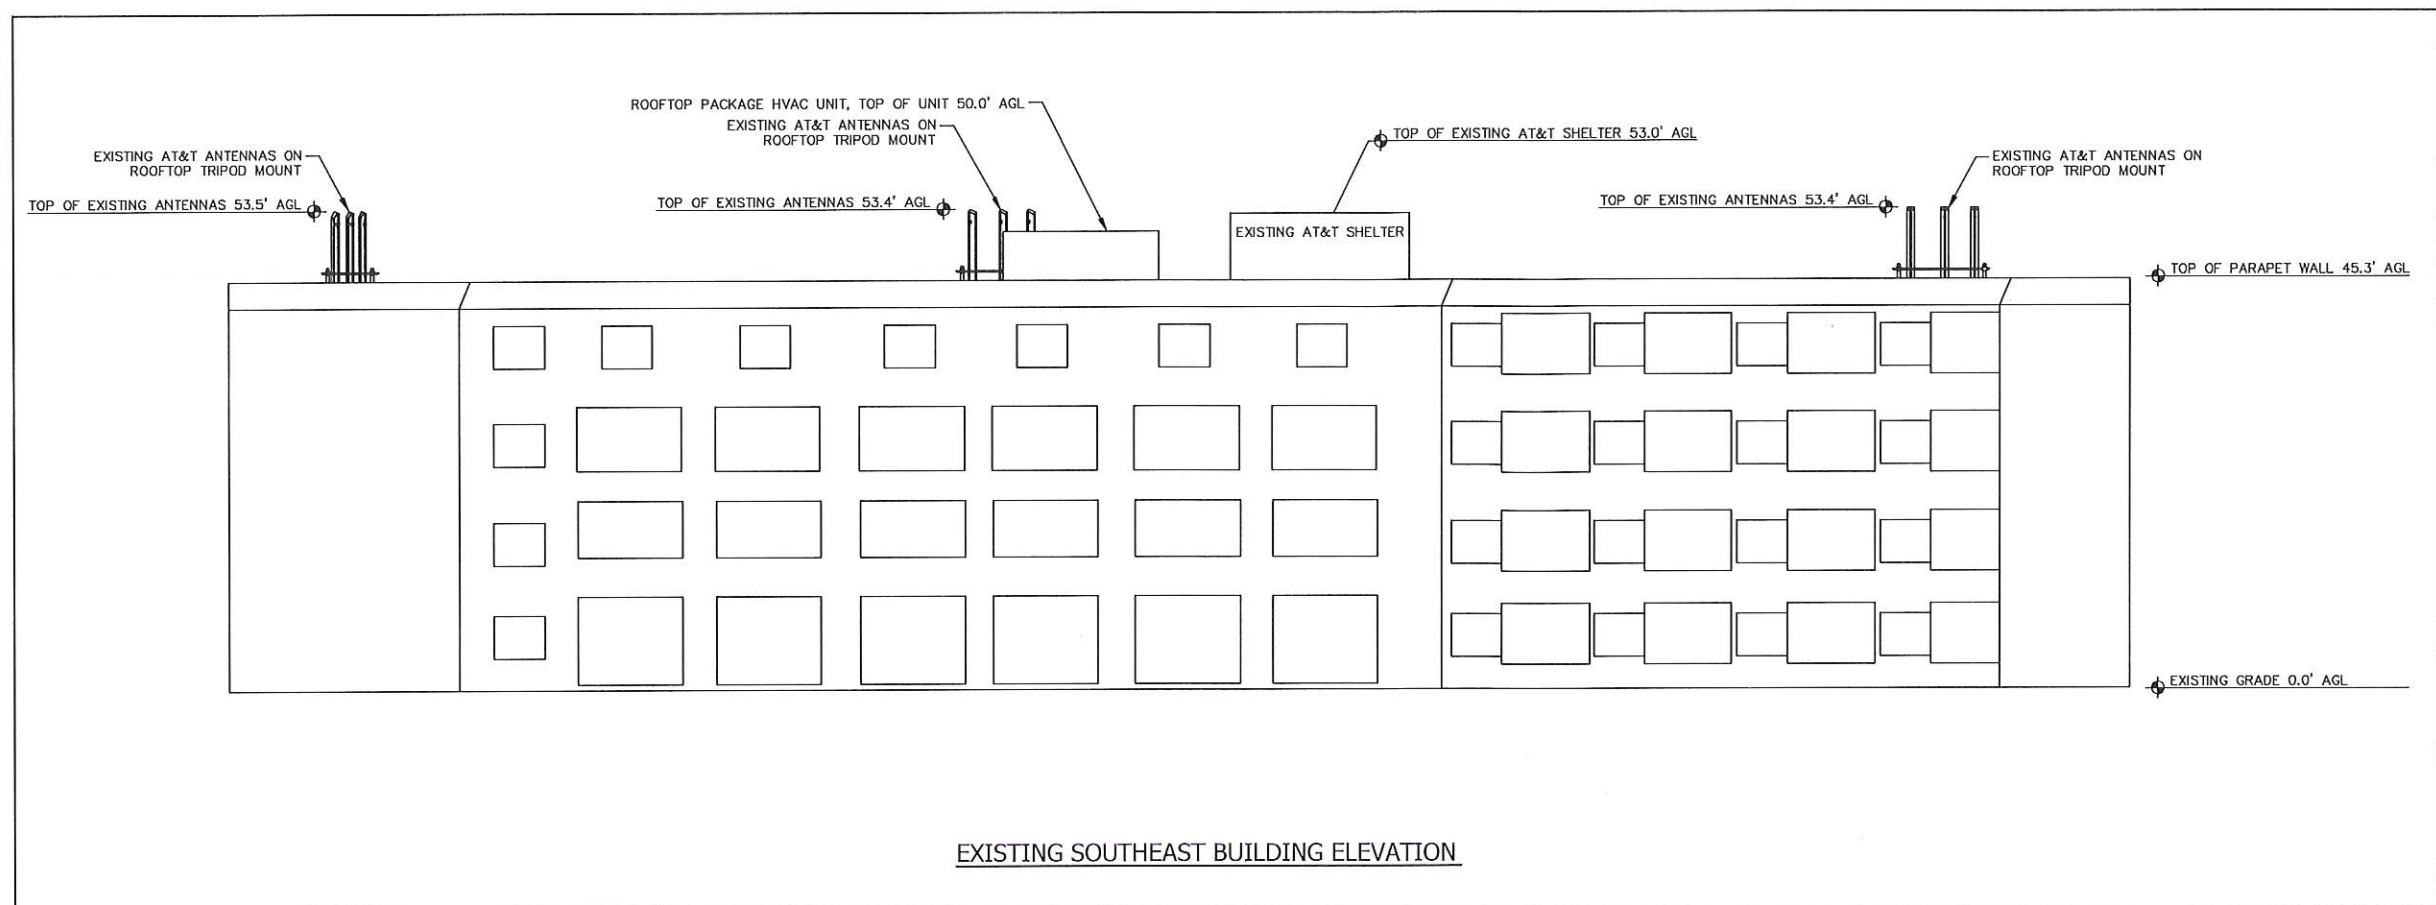 ROOFTOP PACKAGE HVAC UNIT, TOP OF UNIT 50.0' AGL
EXISTING AT&T ANTENNAS ON
ROOFTOP TRIPOD MOUNT
TOP OF EXISTING AT&T SHELTER 53.0' AGL
EXISTING AT&T ANTENNAS ON
ROOFTOP TRIPOD MOUNT
EXISTING AT&T ANTENNAS ON
ROOFTOP TRIPOD MOUNT
TOP OF EXISTING ANTENNAS 53.5' AGL
TOP OF EXISTING ANTENNAS 53.4' AGL
TOP OF EXISTING ANTENNAS 53.4' AGL
EXISTING AT&T SHELTER
TOP OF PARAPET WALL 45.3' AGL
EXISTING GRADE 0.0' AGL
EXISTING SOUTHEAST BUILDING ELEVATION